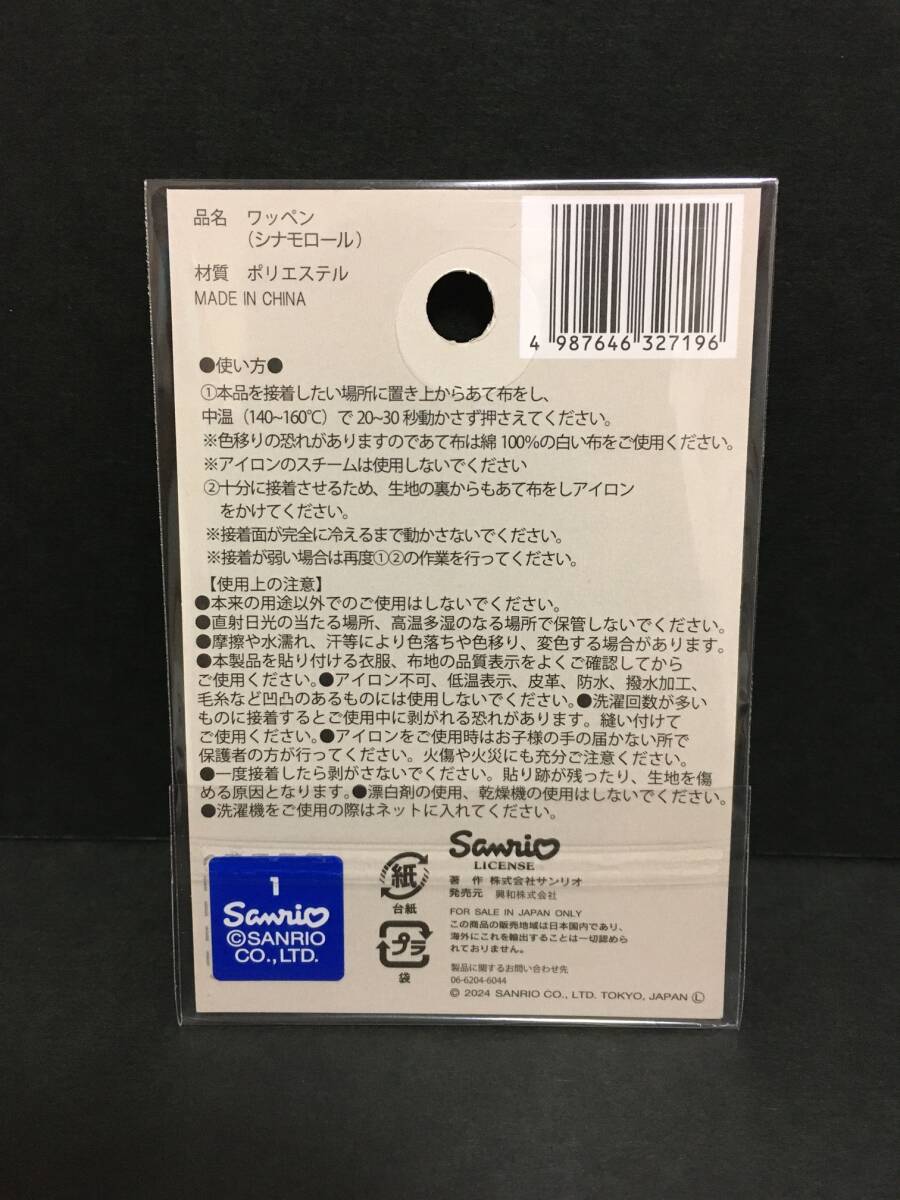 品名 ワッペン
(シナモロール)
材質 ポリエステル
MADE IN CHINA
4 987646 327196
●使い方●
①本品を接着したい場所に置き上からあて布をし、
中温(140~160℃)で20~30秒動かさず押さえてください。
※色移りの恐れがありますのであて布は綿100%の白い布をご使用ください。
※アイロンのスチームは使用しないでください
②十分に接着させるため、生地の裏からもあて布をしアイロン
をかけてください。
※接着面が完全に冷えるまで動かさないでください。
※接着が弱い場合は再度①②の作業を行ってください。
【使用上の注意】
●本来の用途以外でのご使用はしないでください。
●直射日光の当たる場所、高温多湿のなる場所で保管しないでください。
●摩擦や水濡れ、汗等により色落ちや色移り、変色する場合があります。
●本製品を貼り付ける衣服、布地の品質表示をよくご確認してから
ご使用ください。●アイロン不可、低温表示、皮革、防水、撥水加工、
毛糸など凹凸のあるものには使用しないでください。●洗濯回数が多い
ものに接着するとご使用中に剥がれる恐れがあります。縫い付けて
ご使用ください。●アイロンをご使用時はお子様の手の届かない所で
保護者の方が行ってください。火傷や火災にも充分ご注意ください。
●一度接着したら剥がさないでください。貼り跡が残ったり、生地を傷
める原因となります。●漂白剤の使用、乾燥機の使用はしないでください。
●洗濯機をご使用の際はネットに入れてください。
1
Sanrio
©SANRIO
CO.,LTD.
紙
台紙
プラ
袋
Sanrio
LICENSE
著 作 株式会社サンリオ
発売元 興和株式会社
FOR SALE IN JAPAN ONLY
この商品の販売地域は日本国内であり、
海外にこれを輸出することは一切認めら
れておりません。
製品に関するお問い合わせ先
06-6204-6044
© 2024 SANRIO CO., LTD. TOKYO, JAPAN Ⓛ